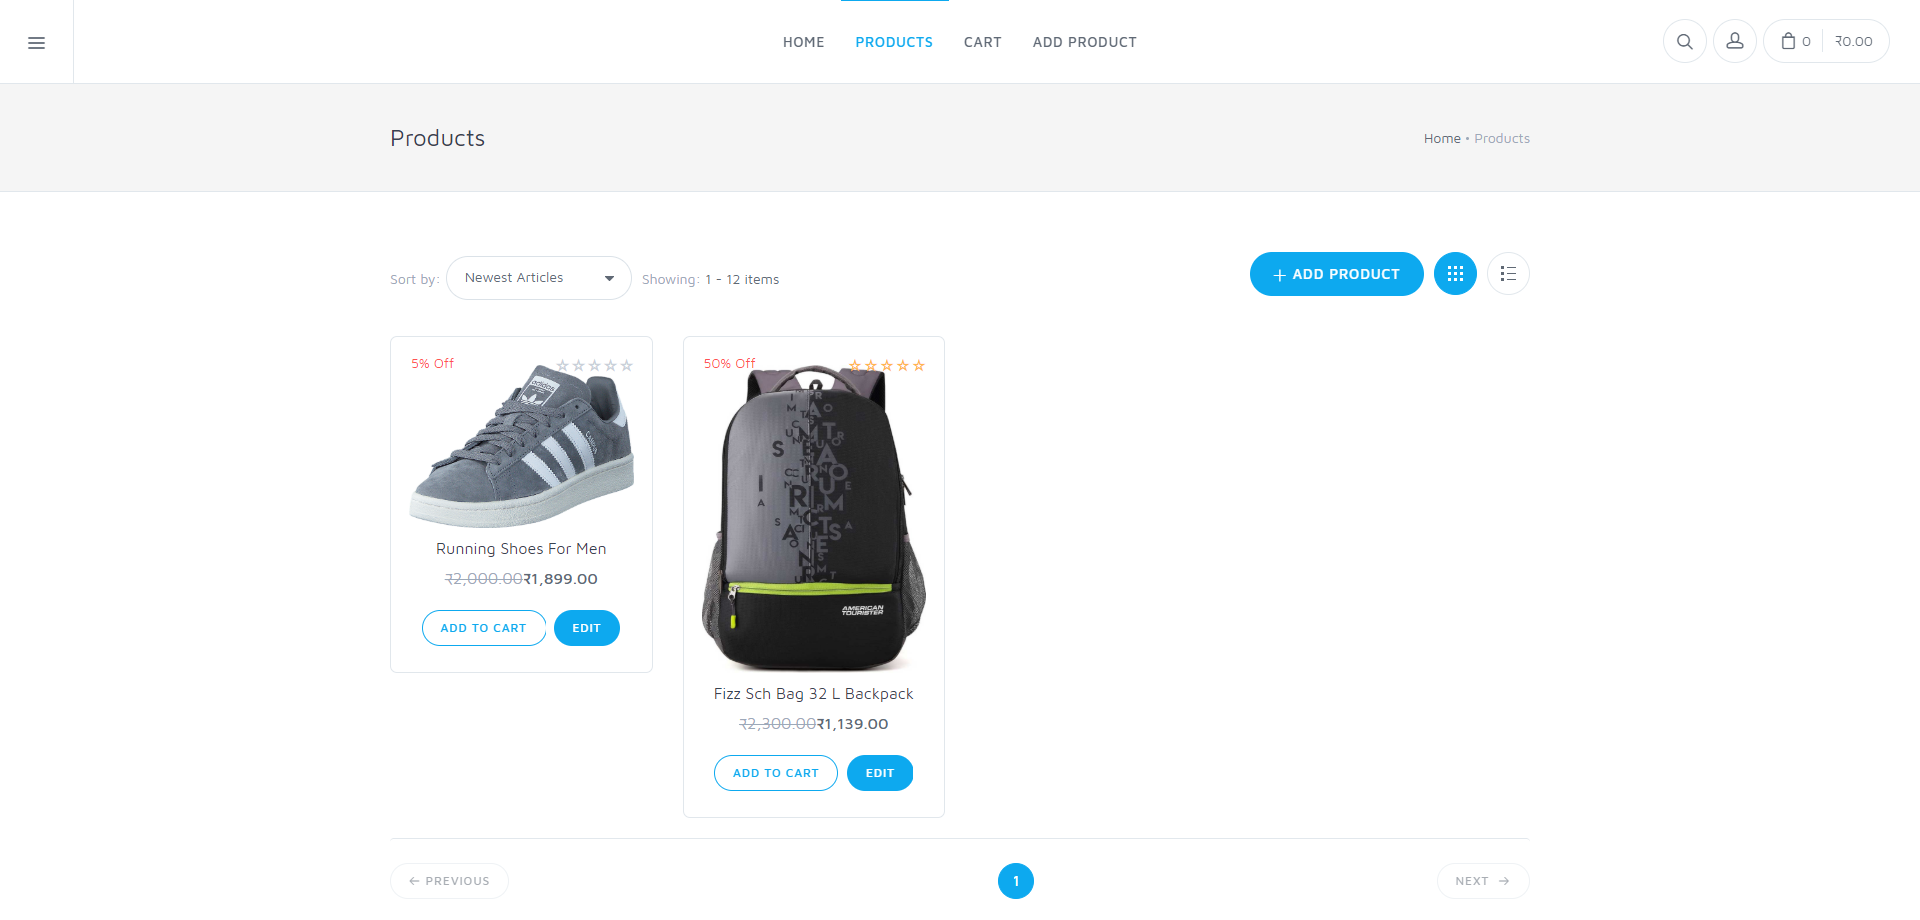 HOME PRODUCTS CART ADD PRODUCT
0 ₹0.00
Products
Home • Products
Sort by: Newest Articles Showing: 1 - 12 items
+ ADD PRODUCT
5% Off
adidas
Running Shoes For Men
₹2,000.00₹1,899.00
ADD TO CART EDIT
50% Off
AMERICAN
TOURISTER
Fizz Sch Bag 32 L Backpack
₹2,300.00₹1,139.00
ADD TO CART EDIT
← PREVIOUS
1
NEXT →